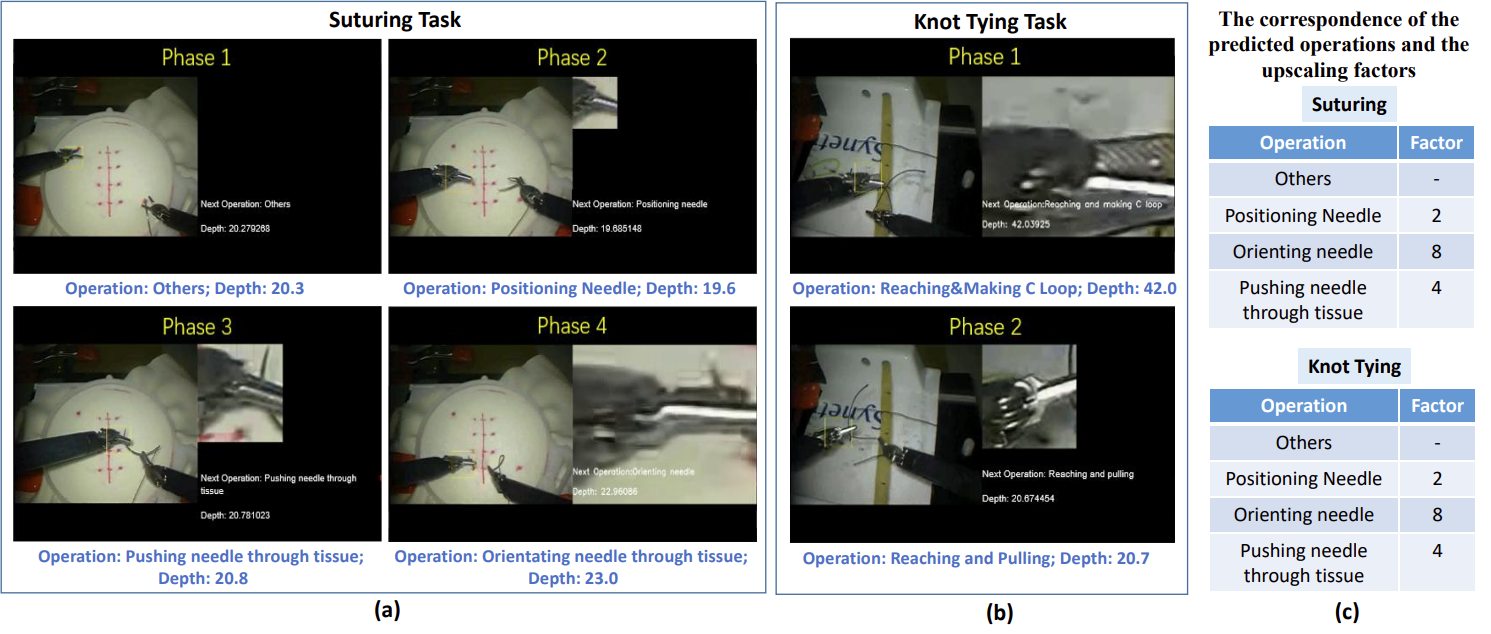 Suturing Task
Phase 1
Next Operation: Others
Depth: 20.279268
Operation: Others; Depth: 20.3
Phase 2
Next Operation: Positioning needle
Depth: 19.685148
Operation: Positioning Needle; Depth: 19.6
Phase 3
Next Operation: Pushing needle through
tissue
Depth: 20.781023
Operation: Pushing needle through tissue;
Depth: 20.8
Phase 4
Next Operation:Orienting needle
Depth: 22.96086
Operation: Orientating needle through tissue;
Depth: 23.0
(a)
Knot Tying Task
Phase 1
Synet
Next Operation:Reaching and making C loop
Depth: 42.03925
Operation: Reaching&Making C Loop; Depth: 42.0
Phase 2
Synet
Next Operation: Reaching and pulling
Depth: 20.674454
Operation: Reaching and Pulling; Depth: 20.7
(b)
The correspondence of the
predicted operations and the
upscaling factors
Suturing
Operation Factor
Others -
Positioning Needle 2
Orienting needle 8
Pushing needle
through tissue 4
Knot Tying
Operation Factor
Others -
Positioning Needle 2
Orienting needle 8
Pushing needle
through tissue 4
(c)